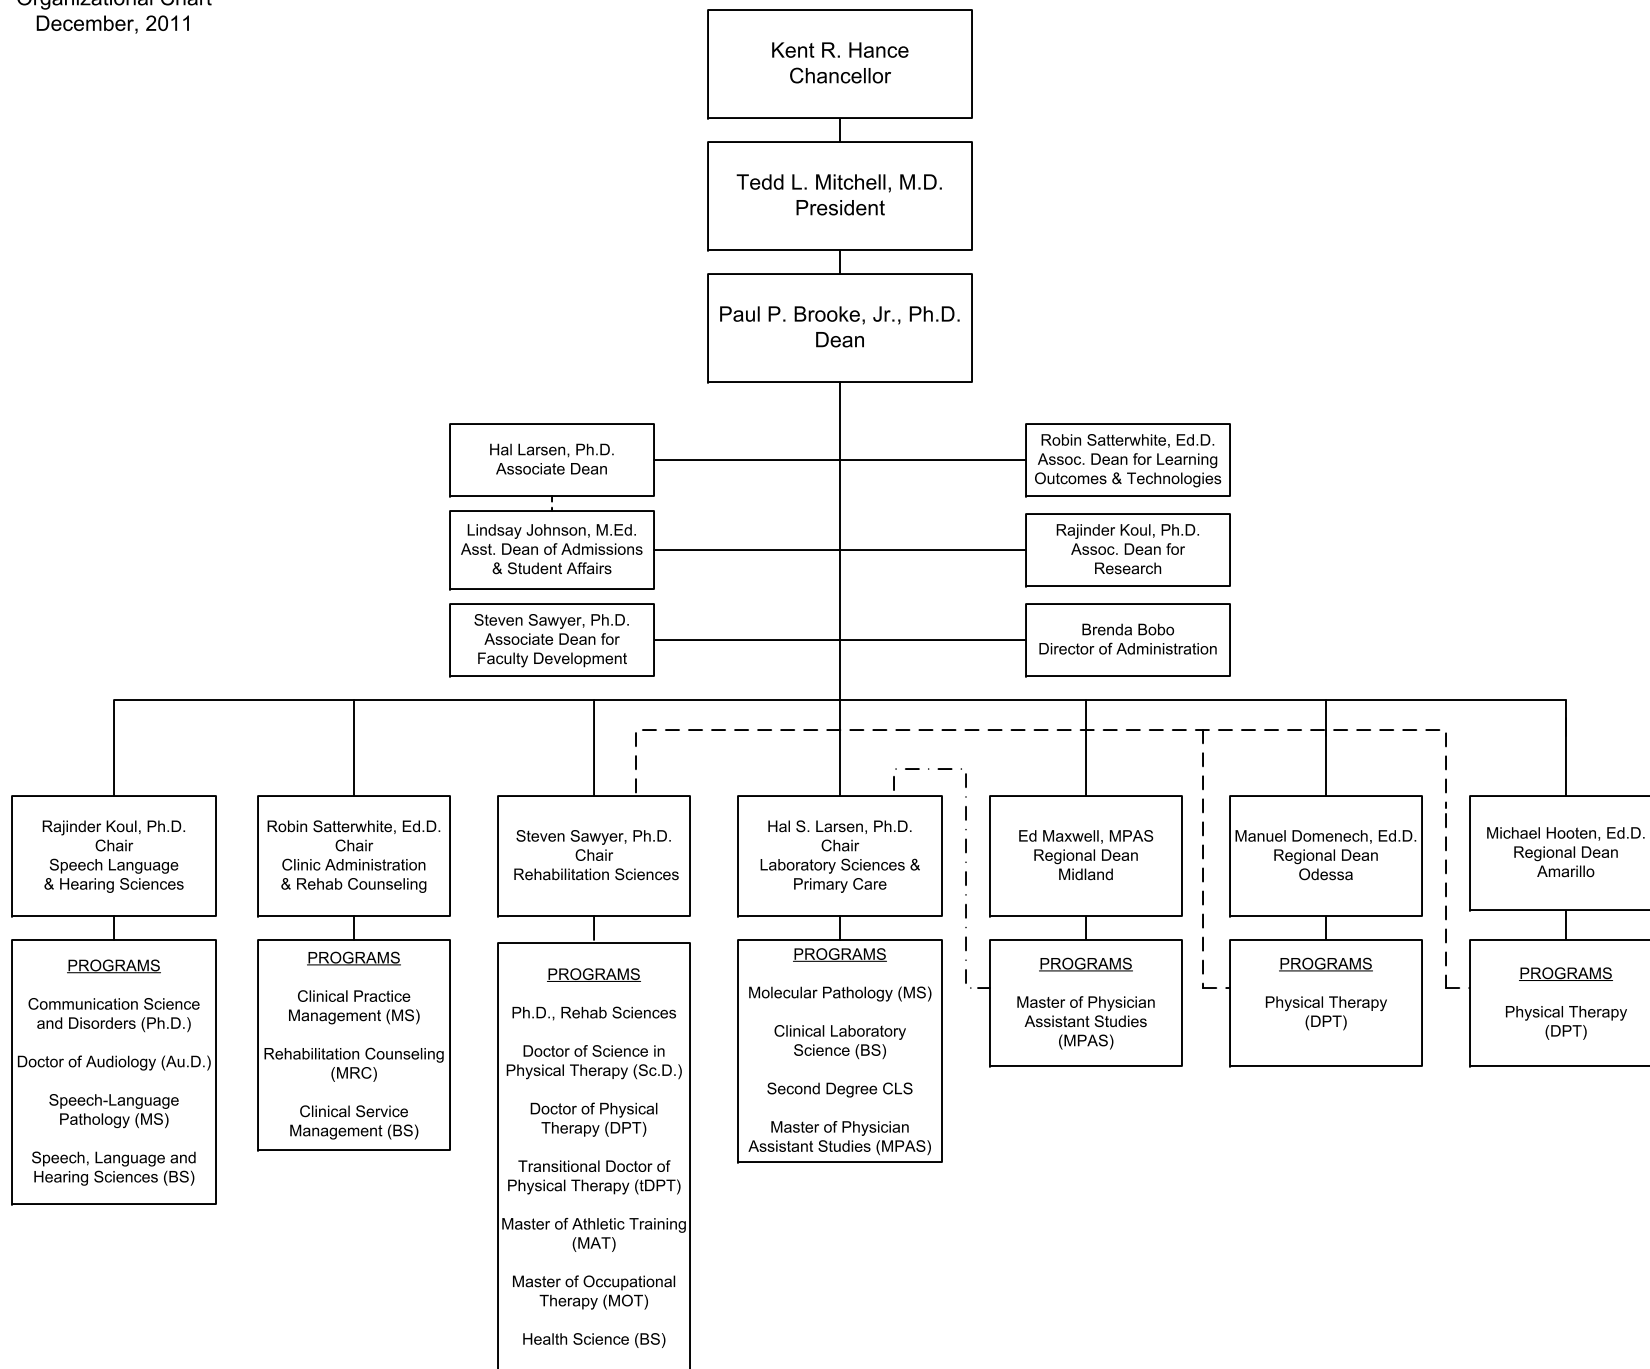 Organizational Chart
December, 2011
Kent R. Hance
Chancellor
Tedd L. Mitchell, M.D.
President
Paul P. Brooke, Jr., Ph.D.
Dean
Hal Larsen, Ph.D.
Associate Dean
Robin Satterwhite, Ed.D.
Assoc. Dean for Learning
Outcomes & Technologies
Lindsay Johnson, M.Ed.
Asst. Dean of Admissions
& Student Affairs
Rajinder Koul, Ph.D.
Assoc. Dean for
Research
Steven Sawyer, Ph.D.
Associate Dean for
Faculty Development
Brenda Bobo
Director of Administration
Rajinder Koul, Ph.D.
Chair
Speech Language
& Hearing Sciences
Robin Satterwhite, Ed.D.
Chair
Clinic Administration
& Rehab Counseling
Steven Sawyer, Ph.D.
Chair
Rehabilitation Sciences
Hal S. Larsen, Ph.D.
Chair
Laboratory Sciences &
Primary Care
Ed Maxwell, MPAS
Regional Dean
Midland
Manuel Domenech, Ed.D.
Regional Dean
Odessa
Michael Hooten, Ed.D.
Regional Dean
Amarillo
PROGRAMS
Communication Science
and Disorders (Ph.D.)
Doctor of Audiology (Au.D.)
Speech-Language
Pathology (MS)
Speech, Language and
Hearing Sciences (BS)
PROGRAMS
Clinical Practice
Management (MS)
Rehabilitation Counseling
(MRC)
Clinical Service
Management (BS)
PROGRAMS
Ph.D., Rehab Sciences
Doctor of Science in
Physical Therapy (Sc.D.)
Doctor of Physical
Therapy (DPT)
Transitional Doctor of
Physical Therapy (tDPT)
Master of Athletic Training
(MAT)
Master of Occupational
Therapy (MOT)
Health Science (BS)
PROGRAMS
Molecular Pathology (MS)
Clinical Laboratory
Science (BS)
Second Degree CLS
Master of Physician
Assistant Studies (MPAS)
PROGRAMS
Master of Physician
Assistant Studies
(MPAS)
PROGRAMS
Physical Therapy
(DPT)
PROGRAMS
Physical Therapy
(DPT)